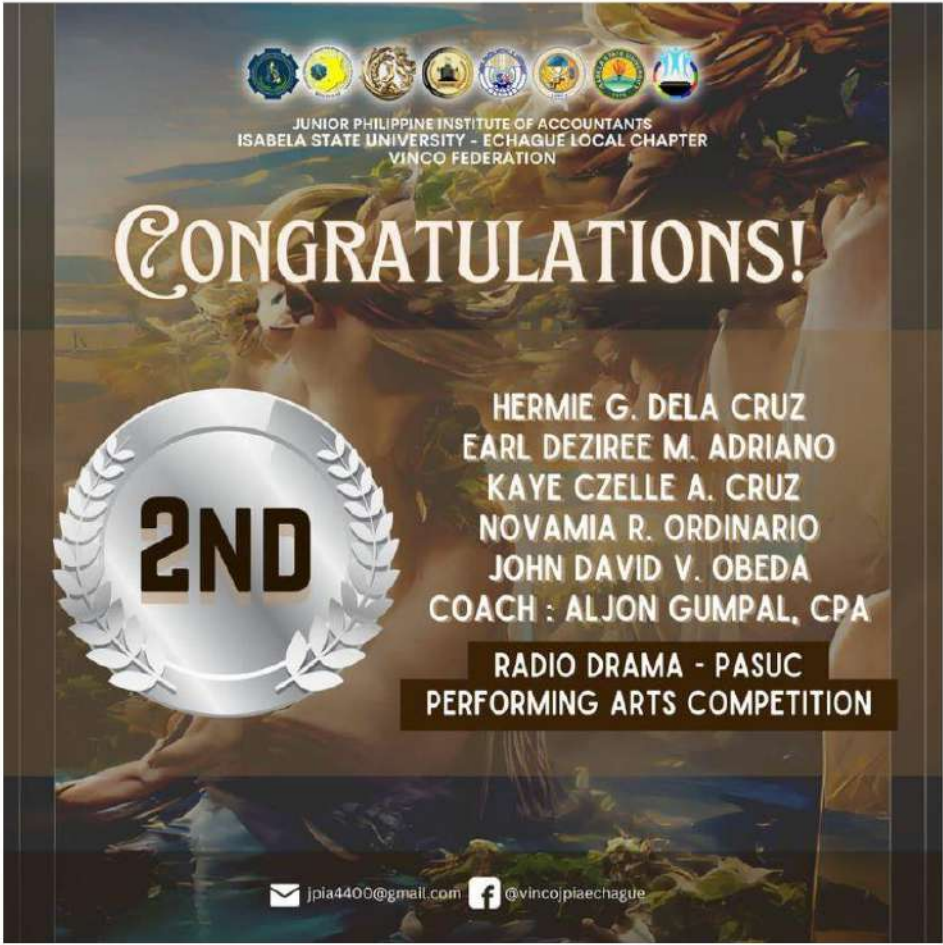 JUNIOR PHILIPPINE INSTITUTE OF ACCOUNTANTS
ISABELA STATE UNIVERSITY - ECHAGUE LOCAL CHAPTER
VINCO FEDERATION
CONGRATULATIONS!
2ND
HERMIE G. DELA CRUZ
EARL DEZIREE M. ADRIANO
KAYE CZELLE A. CRUZ
NOVAMIA R. ORDINARIO
JOHN DAVID V. OBEDA
COACH : ALJON GUMPAL, CPA
RADIO DRAMA - PASUC
PERFORMING ARTS COMPETITION
jpia4400@gmail.com @vincojpiaechague